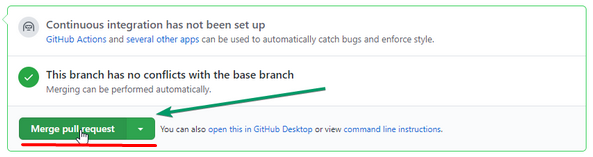 Continuous integration has not been set up
GitHub Actions and several other apps can be used to automatically catch bugs and enforce style.
This branch has no conflicts with the base branch
Merging can be performed automatically.
Merge pull request
You can also open this in GitHub Desktop or view command line instructions.